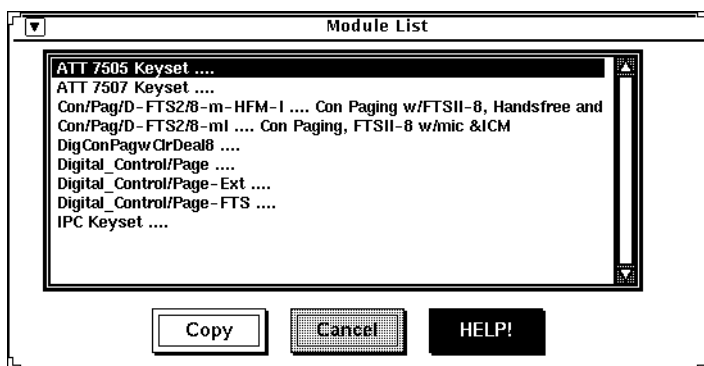 Module List
ATT 7505 Keyset ....
ATT 7507 Keyset ....
Con/Pag/D-FTS2/8-m-HFM-I .... Con Paging w/FTSII-8, Handsfree and
Con/Pag/D-FTS2/8-mI .... Con Paging, FTSII-8 w/mic &ICM
DigConPagwClrDeal8 ....
Digital_Control/Page ....
Digital_Control/Page-Ext ....
Digital_Control/Page-FTS ....
IPC Keyset ....
Copy Cancel HELP!